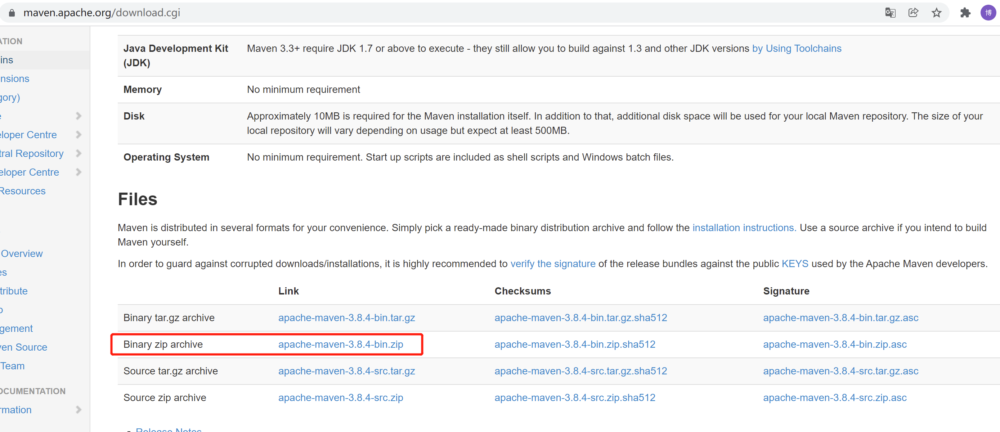 maven.apache.org/download.cgi
博
ATION
ins
nsions
gory)
e
eloper Centre
tral Repository
eloper Centre
Resources
Overview
es
tribute
p
gement
ven Source
Team
OCUMENTATION
rmation
Java Development Kit (JDK) Maven 3.3+ require JDK 1.7 or above to execute - they still allow you to build against 1.3 and other JDK versions by Using Toolchains
Memory No minimum requirement
Disk Approximately 10MB is required for the Maven installation itself. In addition to that, additional disk space will be used for your local Maven repository. The size of your
local repository will vary depending on usage but expect at least 500MB.
Operating System No minimum requirement. Start up scripts are included as shell scripts and Windows batch files.
Files
Maven is distributed in several formats for your convenience. Simply pick a ready-made binary distribution archive and follow the installation instructions. Use a source archive if you intend to build
Maven yourself.
In order to guard against corrupted downloads/installations, it is highly recommended to verify the signature of the release bundles against the public KEYS used by the Apache Maven developers.
Link Checksums Signature
Binary tar.gz archive apache-maven-3.8.4-bin.tar.gz apache-maven-3.8.4-bin.tar.gz.sha512 apache-maven-3.8.4-bin.tar.gz.asc
Binary zip archive apache-maven-3.8.4-bin.zip apache-maven-3.8.4-bin.zip.sha512 apache-maven-3.8.4-bin.zip.asc
Source tar.gz archive apache-maven-3.8.4-src.tar.gz apache-maven-3.8.4-src.tar.gz.sha512 apache-maven-3.8.4-src.tar.gz.asc
Source zip archive apache-maven-3.8.4-src.zip apache-maven-3.8.4-src.zip.sha512 apache-maven-3.8.4-src.zip.asc
Release Notes